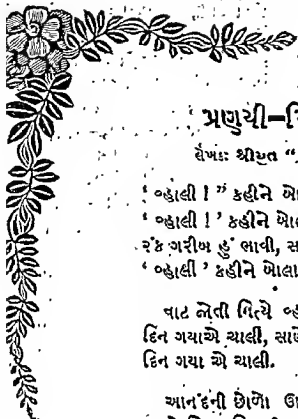 પ્રણયી–
લેખકઃ શ્રીયુત “
‘ વ્હાલી ! ” કહીને
‘ વ્હાલી ! ’ કહીને
રંક ગરીબ હું ભાવી,
‘ વ્હાલી ’ કહીને બોલા
વાટ જોતી નિત્યે
દિન ગયાએ ચાલી,
દિન ગયા એ ચાલી.
આનંદની છોળો